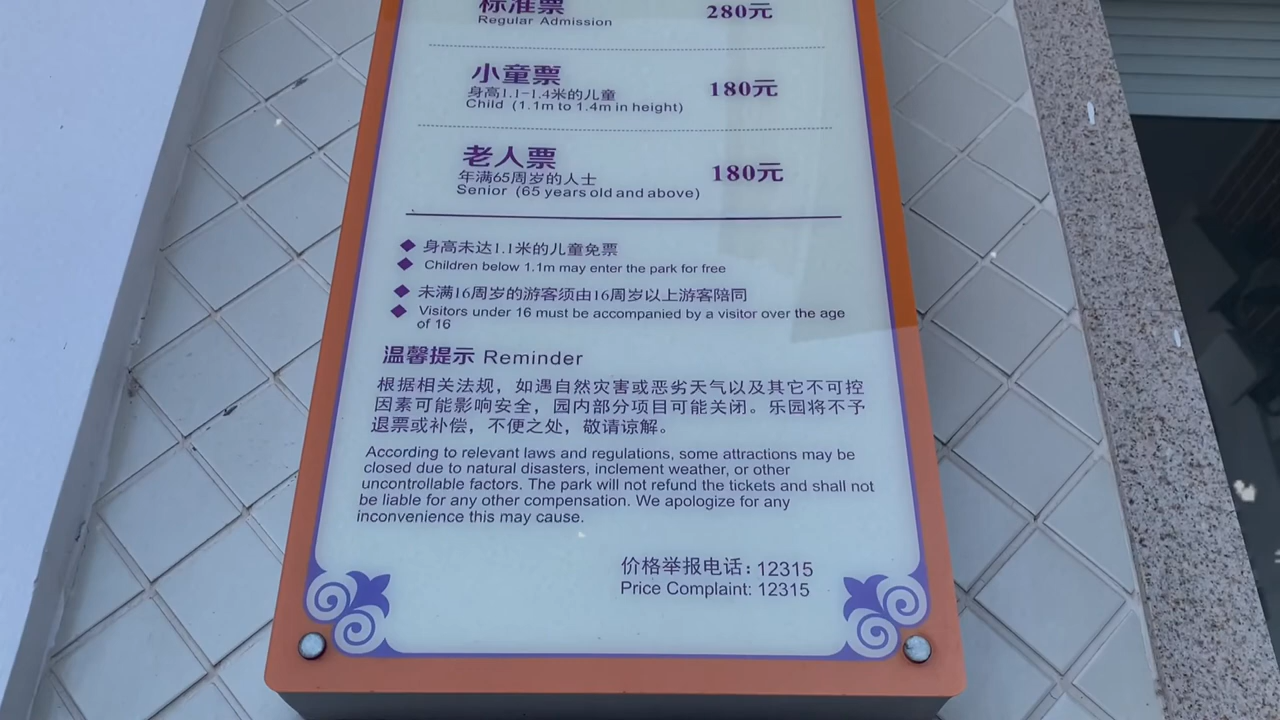 标准票
280元
Regular Admission
小童票
身高1.1-1.4米的儿童
180元
Child (1.1m to 1.4m in height)
老人票
年满65周岁的人士
180元
Senior (65 years old and above)
身高未达1.1米的儿童免票
Children below 1.1m may enter the park for free
未满16周岁的游客须由16周岁以上游客陪同
Visitors under 16 must be accompanied by a visitor over the age
of 16
温馨提示 Reminder
根据相关法规，如遇自然灾害或恶劣天气以及其它不可控
因素可能影响安全，园内部分项目可能关闭。乐园将不予
退票或补偿，不便之处，敬请谅解。
According to relevant laws and regulations, some attractions may be
closed due to natural disasters, inclement weather, or other
uncontrollable factors. The park will not refund the tickets and shall not
be liable for any other compensation. We apologize for any
inconvenience this may cause.
价格举报电话：12315
Price Complaint: 12315